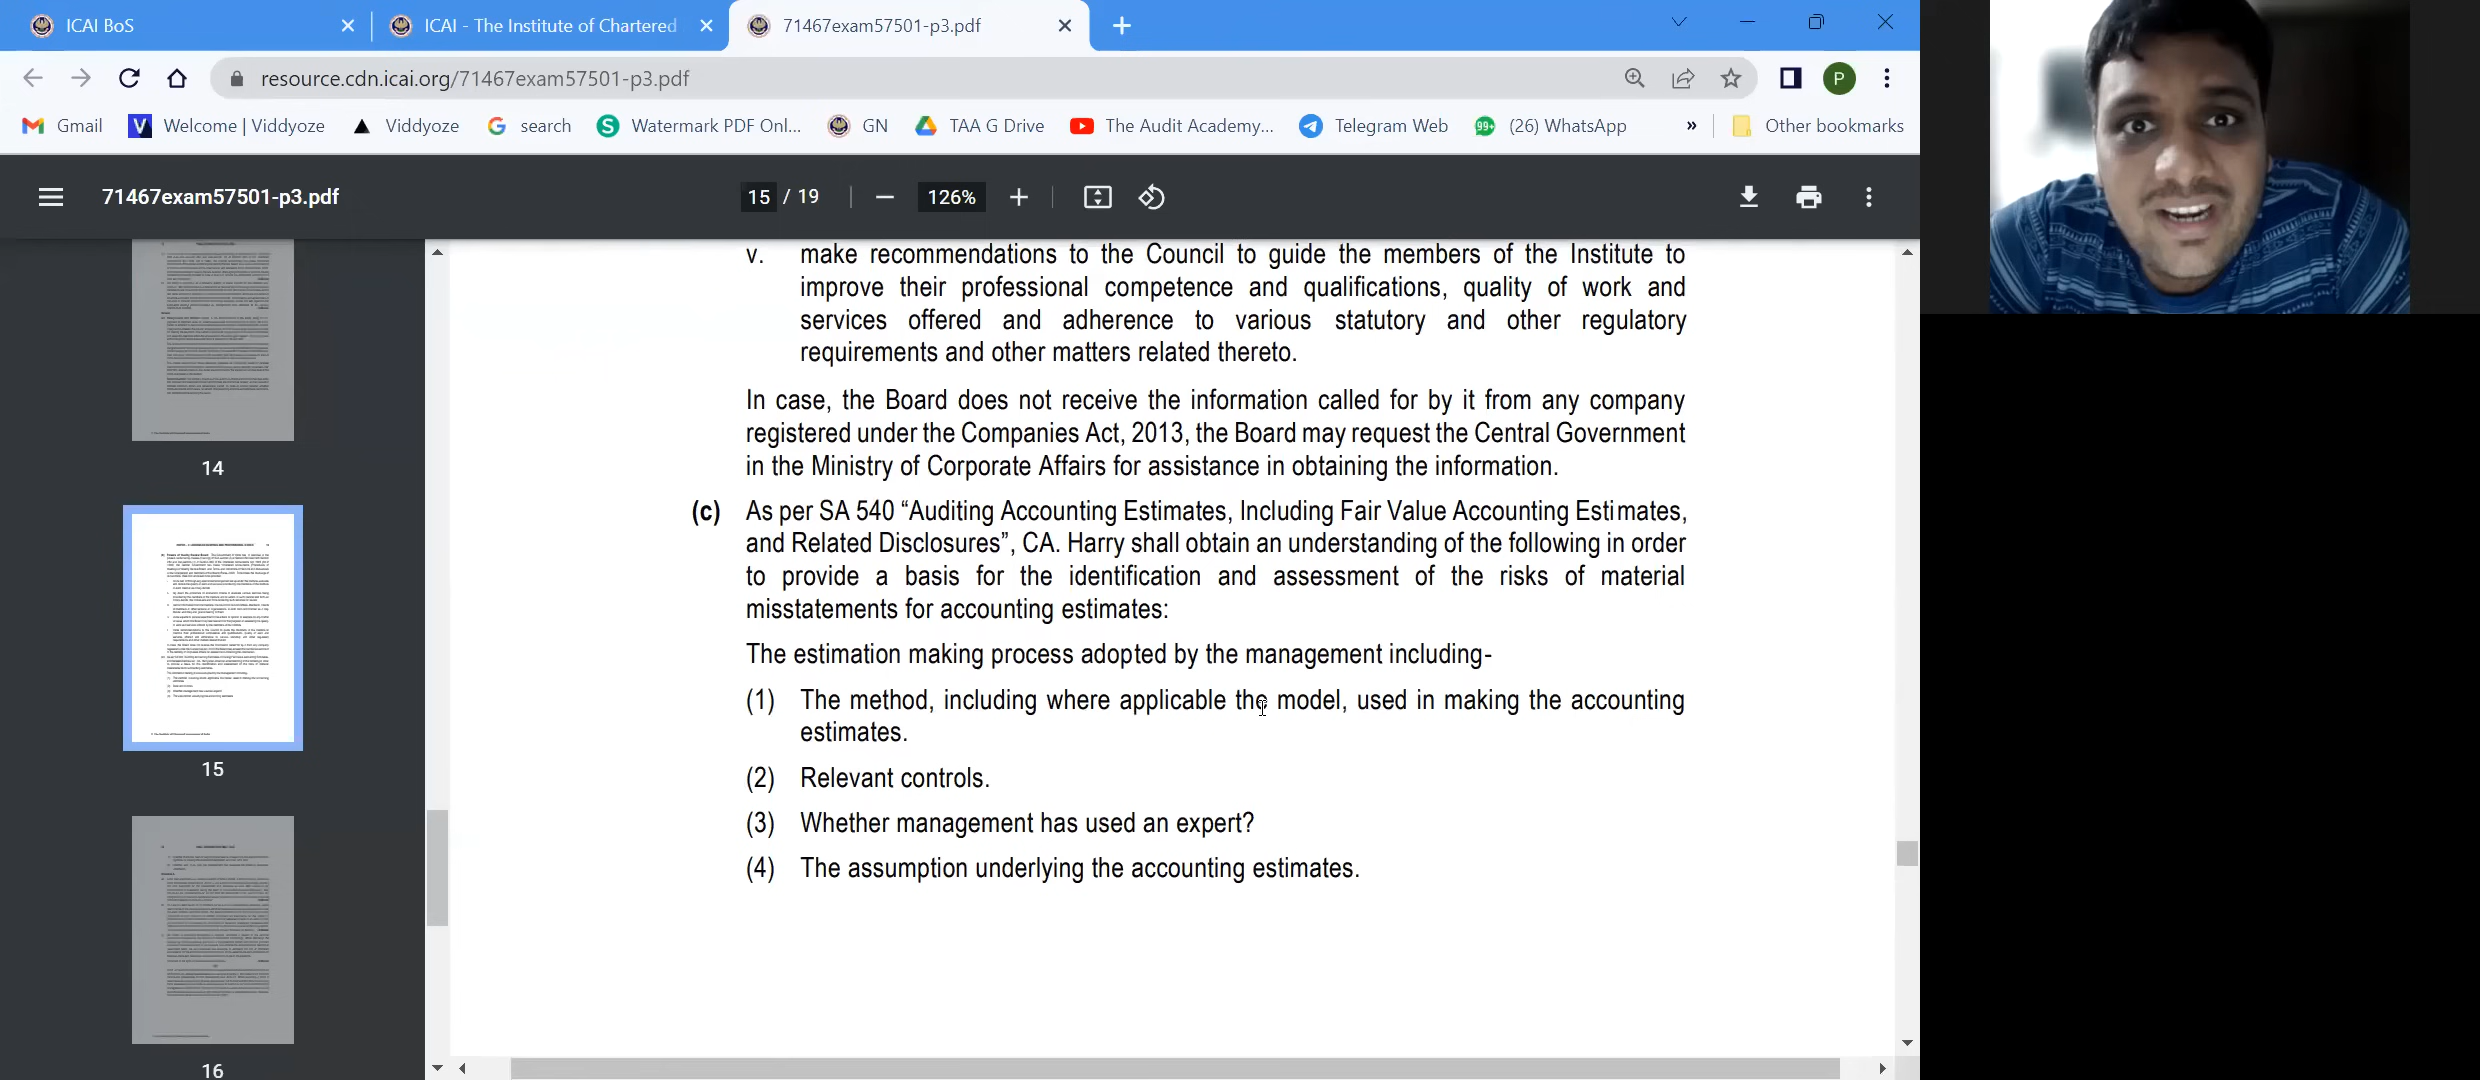 ICAI BoS
ICAI - The Institute of Chartered
71467exam57501-p3.pdf
resource.cdn.icai.org/71467exam57501-p3.pdf
P
Gmail
Welcome | Viddyoze
Viddyoze
search
Watermark PDF Onl...
GN
TAA G Drive
The Audit Academy...
Telegram Web
99+
(26) WhatsApp
»
Other bookmarks
71467exam57501-p3.pdf
15 / 19
126%
14
15
16
v. make recommendations to the Council to guide the members of the Institute to
improve their professional competence and qualifications, quality of work and
services offered and adherence to various statutory and other regulatory
requirements and other matters related thereto.
In case, the Board does not receive the information called for by it from any company
registered under the Companies Act, 2013, the Board may request the Central Government
in the Ministry of Corporate Affairs for assistance in obtaining the information.
(c) As per SA 540 “Auditing Accounting Estimates, Including Fair Value Accounting Estimates,
and Related Disclosures”, CA. Harry shall obtain an understanding of the following in order
to provide a basis for the identification and assessment of the risks of material
misstatements for accounting estimates:
The estimation making process adopted by the management including-
(1) The method, including where applicable the model, used in making the accounting
estimates.
(2) Relevant controls.
(3) Whether management has used an expert?
(4) The assumption underlying the accounting estimates.